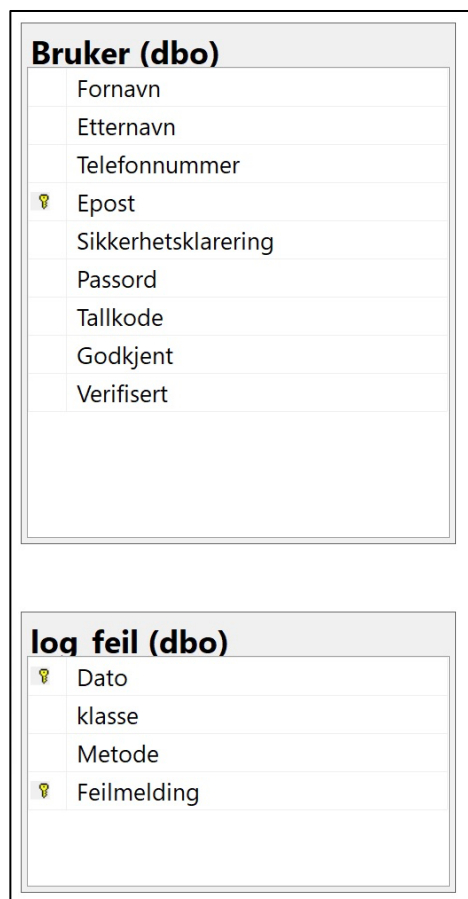 Bruker (dbo)
Fornavn
Etternavn
Telefonnummer
Epost
Sikkerhetsklarering
Passord
Tallkode
Godkjent
Verifisert
log_feil (dbo)
Dato
klasse
Metode
Feilmelding